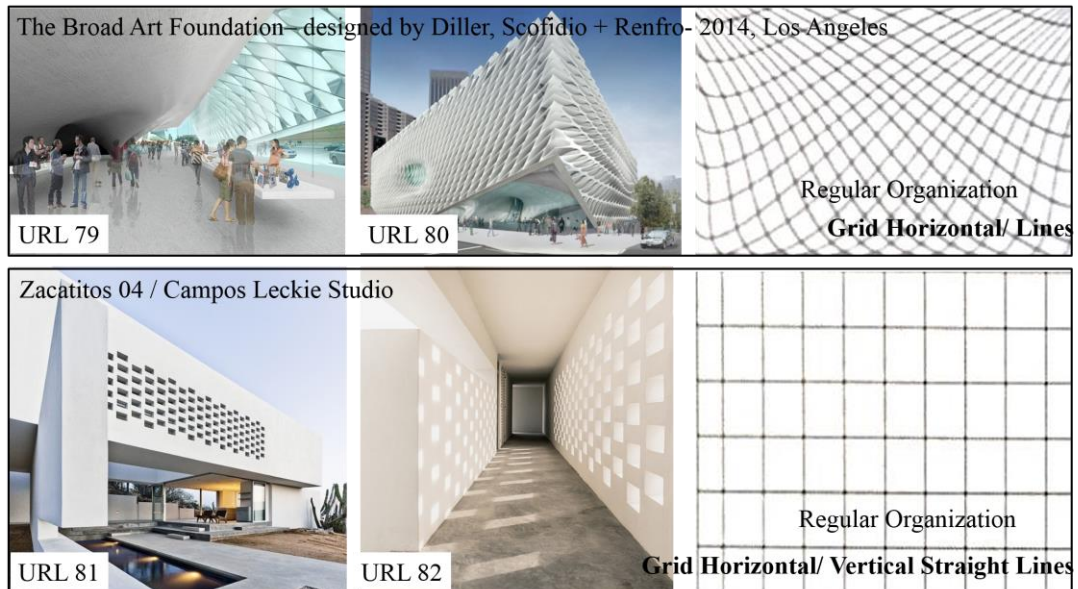 The Broad Art Foundation– designed by Diller, Scofidio + Renfro- 2014, Los Angeles
Regular Organization
Grid Horizontal/ Lines
URL 79
URL 80
Zacatitos 04 / Campos Leckie Studio
Regular Organization
Grid Horizontal/ Vertical Straight Lines
URL 81
URL 82